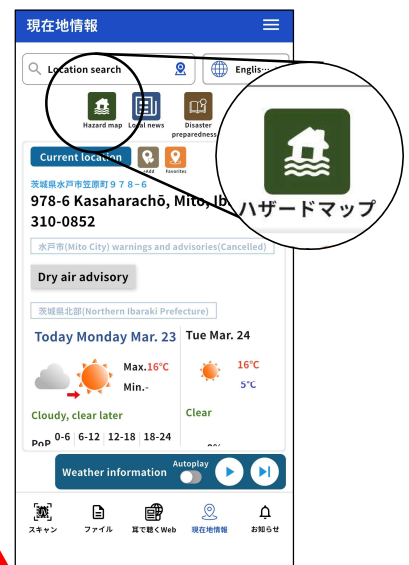 現在地情報
Location search
Englis…
Hazard map
Local news
Disaster
preparedness
ハザードマップ
Current location
+Add
Favorites
茨城県水戸市笠原町９７８−６
978-6 Kasaharachō, Mito, Ib
310-0852
水戸市(Mito City) warnings and advisories(Cancelled)
Dry air advisory
茨城県北部(Northern Ibaraki Prefecture)
Today Monday Mar. 23
Tue Mar. 24
Max.16℃
Min.-
16℃
5℃
Cloudy, clear later
Clear
PoP 0-6 6-12 12-18 18-24
Weather information
Autoplay
スキャン
ファイル
耳で聴くWeb
現在地情報
お知らせ